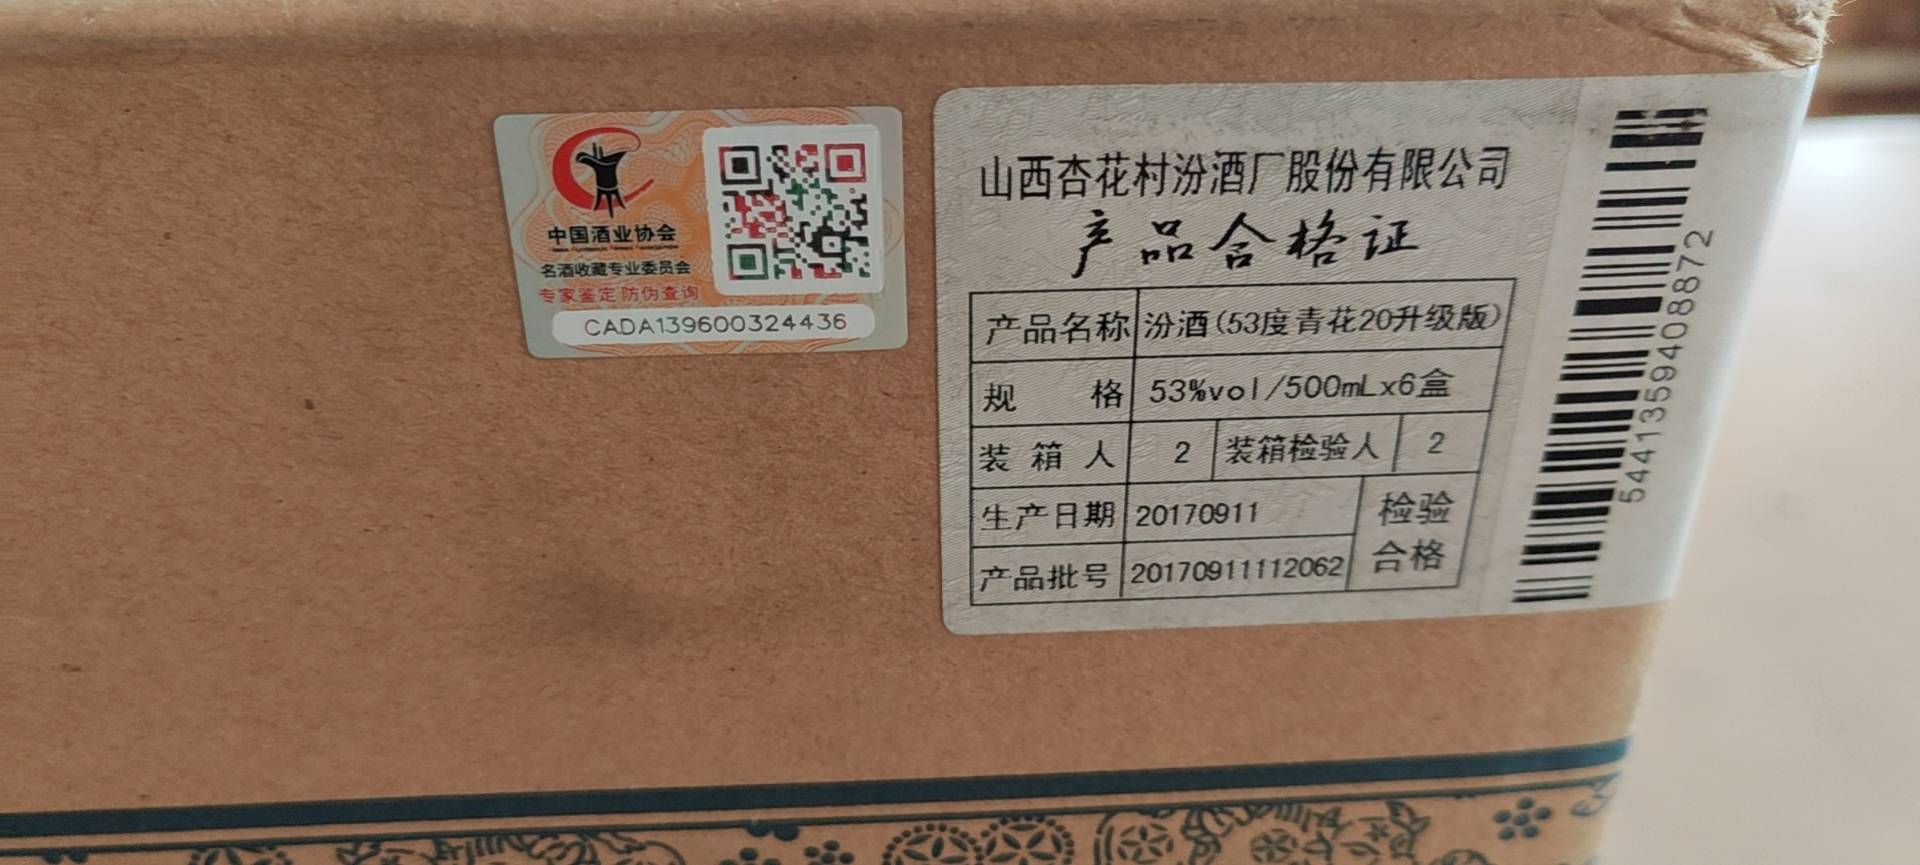 中国酒业协会
名酒收藏专业委员会
专家鉴定 防伪查询
CADA139600324436
山西杏花村汾酒厂股份有限公司
产品合格证
产品名称 汾酒(53度青花20升级版)
规 格 53%vol/500mLx6盒
装箱人 2 装箱检验人 2
生产日期 20170911 检验
产品批号 20170911112062 合格
5441359408872